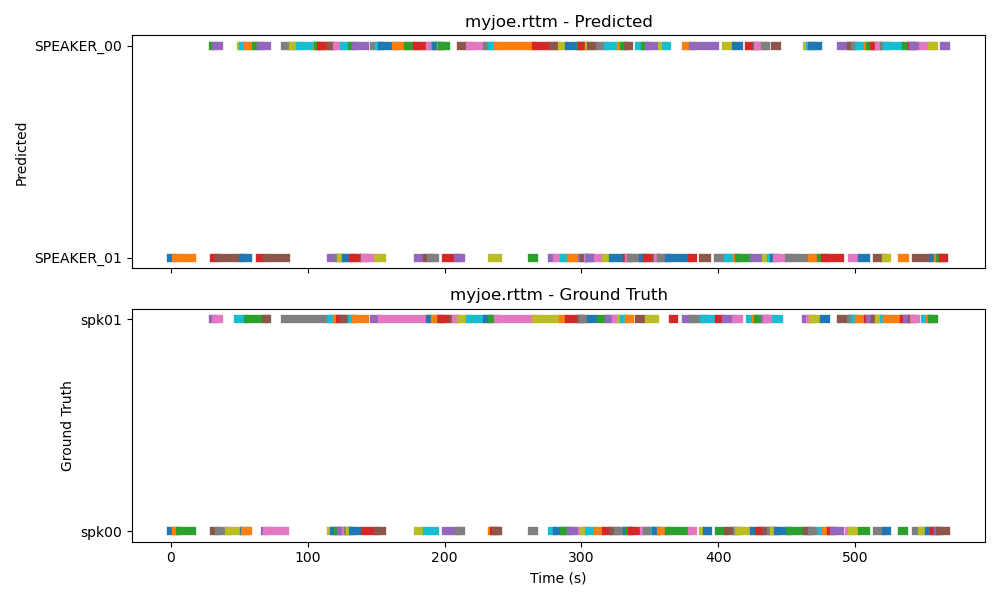 myjoe.rttm - Predicted
SPEAKER_00
Predicted
SPEAKER_01
myjoe.rttm - Ground Truth
spk01
Ground Truth
spk00
0 100 200 300 400 500
Time (s)